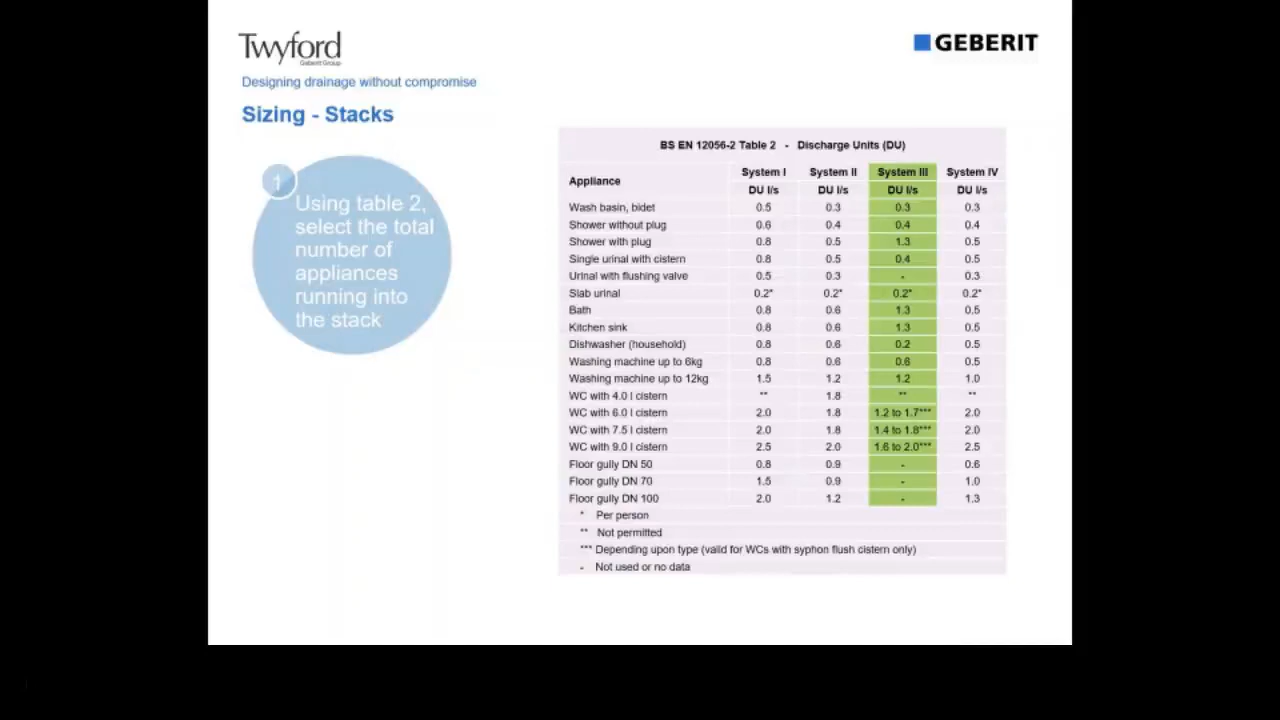 Twyford
Geberit Group
GEBERIT
Designing drainage without compromise
Sizing - Stacks
1
Using table 2,
select the total
number of
appliances
running into
the stack
BS EN 12056-2 Table 2 - Discharge Units (DU)
Appliance System I System II System III System IV
DU l/s DU l/s DU l/s DU l/s
Wash basin, bidet 0.5 0.3 0.3 0.3
Shower without plug 0.6 0.4 0.4 0.4
Shower with plug 0.8 0.5 1.3 0.5
Single urinal with cistern 0.8 0.5 0.4 0.5
Urinal with flushing valve 0.5 0.3 - 0.3
Slab urinal 0.2* 0.2* 0.2* 0.2*
Bath 0.8 0.6 1.3 0.5
Kitchen sink 0.8 0.6 1.3 0.5
Dishwasher (household) 0.8 0.6 0.2 0.5
Washing machine up to 6kg 0.8 0.6 0.6 0.5
Washing machine up to 12kg 1.5 1.2 1.2 1.0
WC with 4.0 l cistern ** 1.8 ** **
WC with 6.0 l cistern 2.0 1.8 1.2 to 1.7*** 2.0
WC with 7.5 l cistern 2.0 1.8 1.4 to 1.8*** 2.0
WC with 9.0 l cistern 2.5 2.0 1.6 to 2.0*** 2.5
Floor gully DN 50 0.8 0.9 - 0.6
Floor gully DN 70 1.5 0.9 - 1.0
Floor gully DN 100 2.0 1.2 - 1.3
* Per person
** Not permitted
*** Depending upon type (valid for WCs with syphon flush cistern only)
- Not used or no data